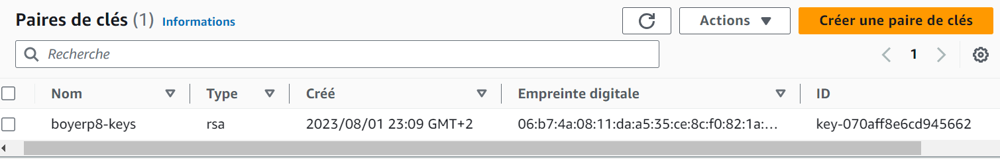 Paires de clés (1) Informations
Actions
Créer une paire de clés
Recherche
1
Nom Type Créé Empreinte digitale ID
boyerp8-keys rsa 2023/08/01 23:09 GMT+2 06:b7:4a:08:11:da:a5:35:ce:8c:f0:82:1a:... key-070aff8e6cd945662